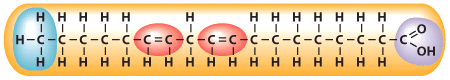 H H H H H H H H H H H H H
H–C–C–C–C–C–C=C–C–C=C–C–C–C–C–C–C–C–C
O
OH
H H H H H H H H H H H H H H H H H